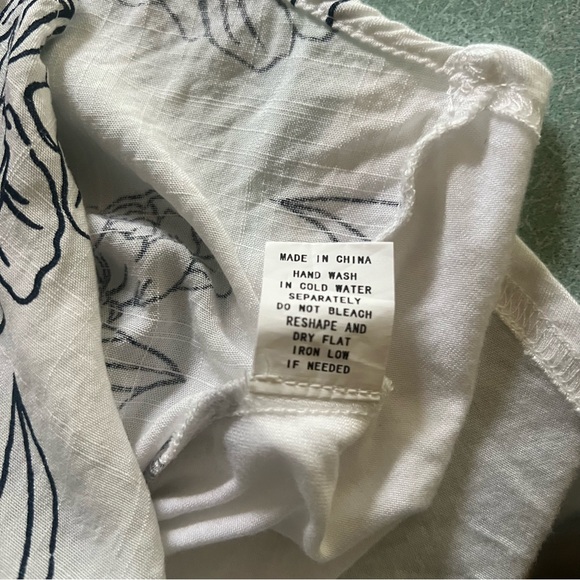 MADE IN CHINA
HAND WASH
IN COLD WATER
SEPARATELY
DO NOT BLEACH
RESHAPE AND
DRY FLAT
IRON LOW
IF NEEDED